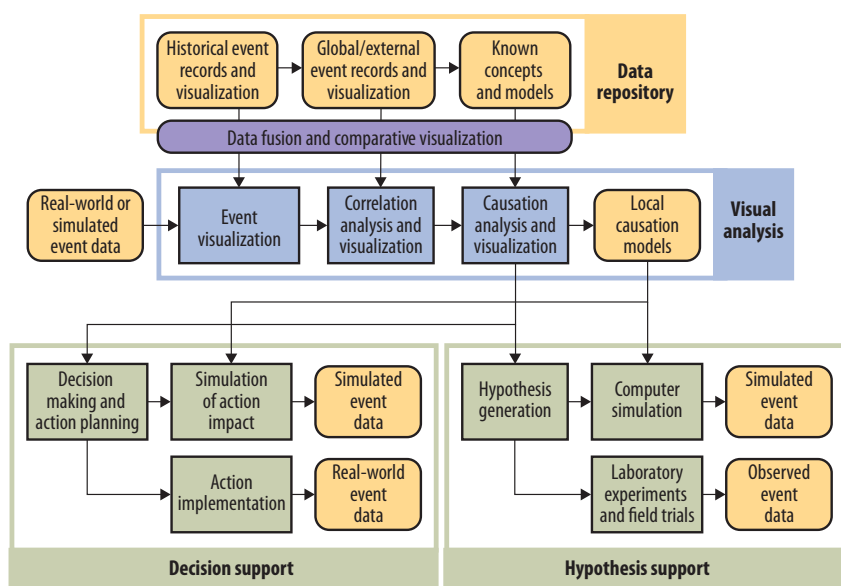 Historical event
records and
visualization
Global/external
event records and
visualization
Known
concepts
and models
Data
repository
Data fusion and comparative visualization
Real-world or
simulated
event data
Event
visualization
Correlation
analysis and
visualization
Causation
analysis and
visualization
Local
causation
models
Visual
analysis
Decision
making and
action planning
Simulation
of action
impact
Simulated
event
data
Action
implementation
Real-world
event
data
Decision support
Hypothesis
generation
Computer
simulation
Simulated
event
data
Laboratory
experiments
and field trials
Observed
event
data
Hypothesis support